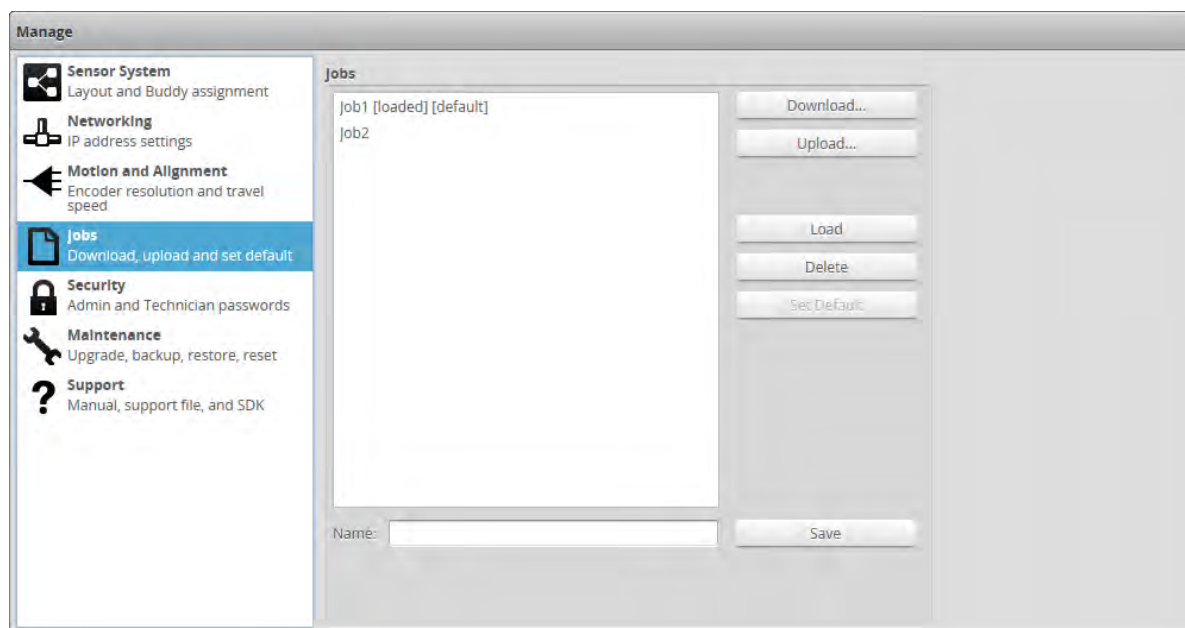 Manage
Sensor System
Layout and Buddy assignment
Networking
IP address settings
Motion and Alignment
Encoder resolution and travel
speed
Jobs
Download, upload and set default
Security
Admin and Technician passwords
Maintenance
Upgrade, backup, restore, reset
Support
Manual, support file, and SDK
Jobs
Job1 [loaded] [default]
Job2
Download...
Upload...
Load
Delete
Set Default
Name:
Save